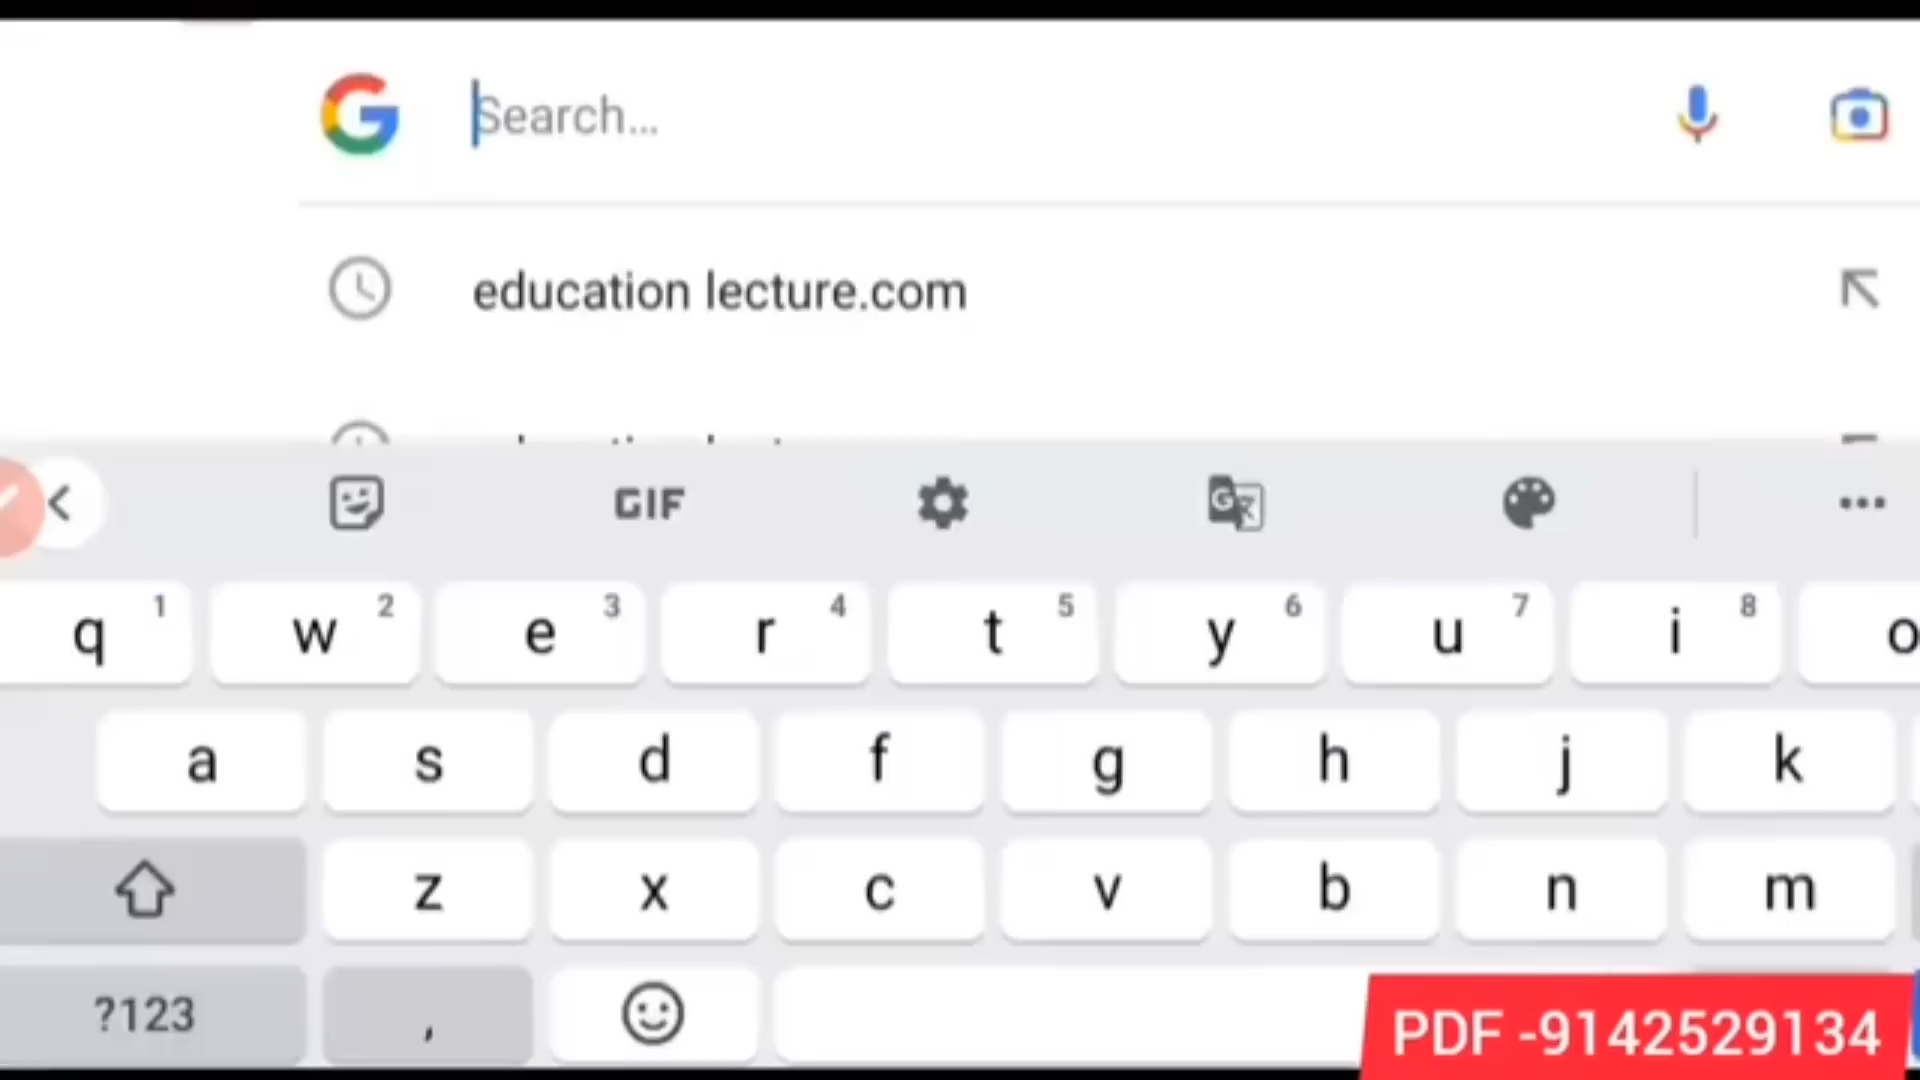 Search...
education lecture.com
GIF
q 1 w 2 e 3 r 4 t 5 y 6 u 7 i 8 o
a s d f g h j k
z x c v b n m
?123 ,
PDF -9142529134